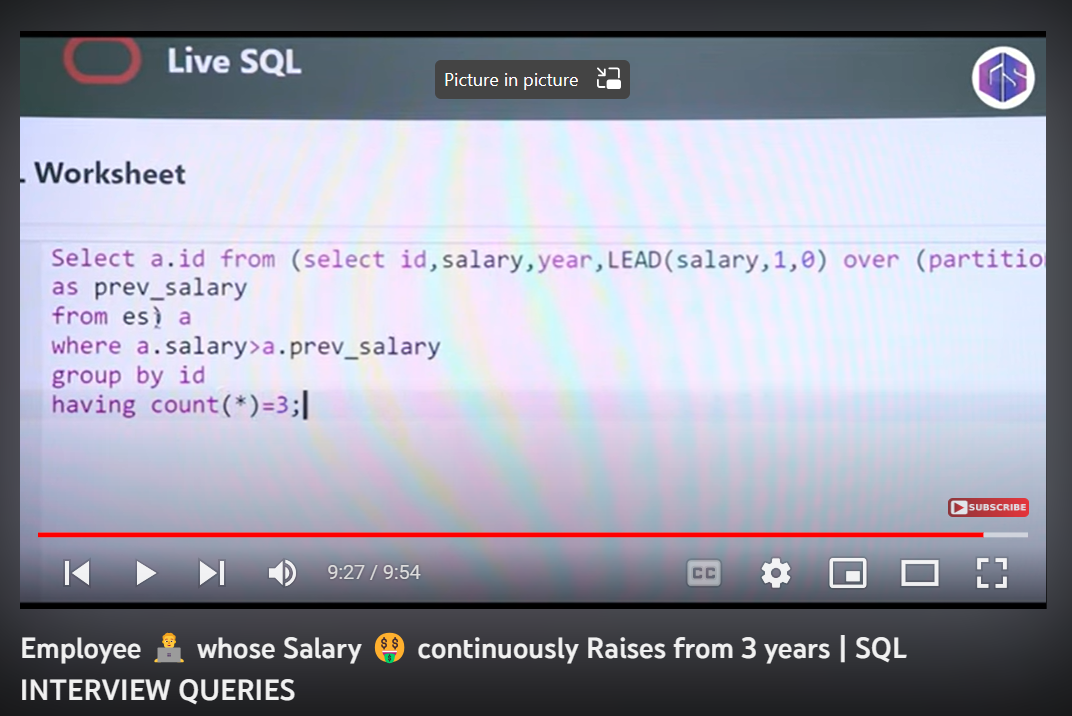 Live SQL
Picture in picture
Worksheet
Select a.id from (select id,salary,year,LEAD(salary,1,0) over (partitio
as prev_salary
from es) a
where a.salary>a.prev_salary
group by id
having count(*)=3;
SUBSCRIBE
9:27 / 9:54
CC
Employee 👨‍💻 whose Salary 🤑 continuously Raises from 3 years | SQL
INTERVIEW QUERIES